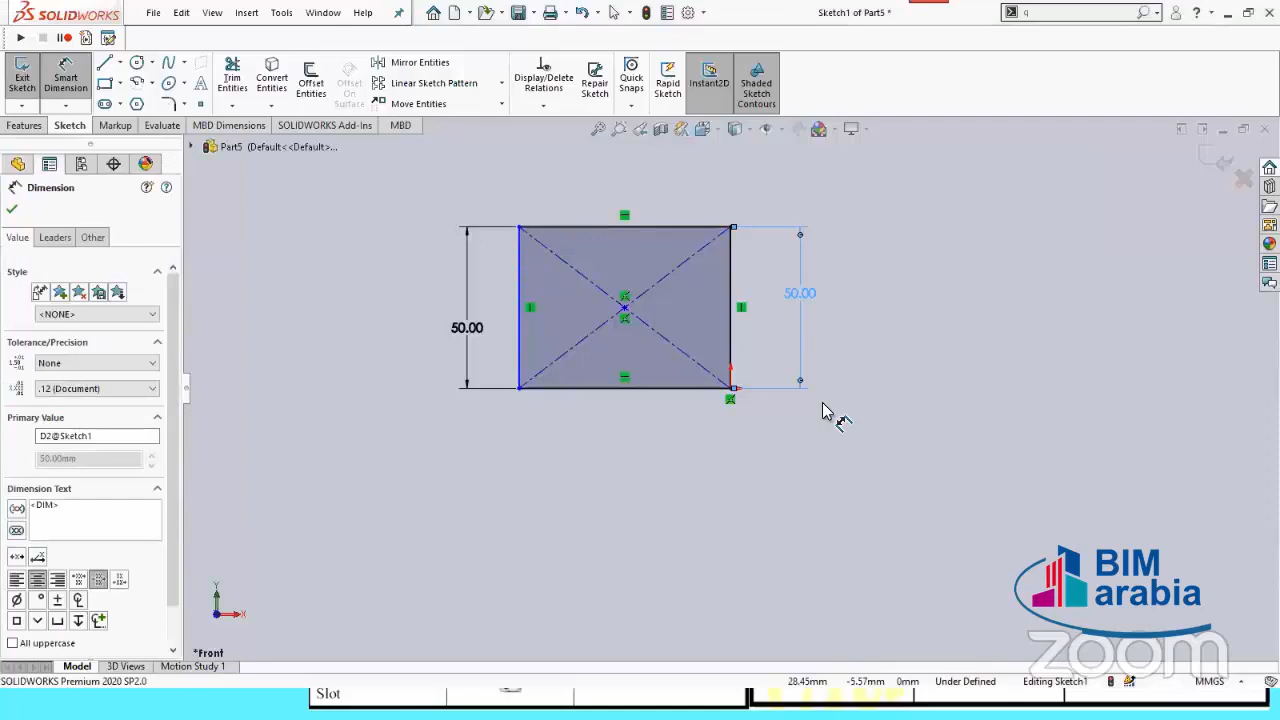 SOLIDWORKS File Edit View Insert Tools Window Help Sketch1 of Part5 * q
Exit Sketch
Smart Dimension
Trim Entities
Convert Entities
Offset Entities
Offset On Surface
Mirror Entities
Linear Sketch Pattern
Move Entities
Display/Delete Relations
Repair Sketch
Quick Snaps
Rapid Sketch
Instant2D
Shaded Sketch Contours
Features Sketch Markup Evaluate MBD Dimensions SOLIDWORKS Add-Ins MBD
Part5 (Default<<Default>...
Dimension
Value Leaders Other
Style
<NONE>
Tolerance/Precision
None
.12 (Document)
Primary Value
D2@Sketch1
50.00mm
Dimension Text
<DIM>
All uppercase
50.00
50.00
Y
X
*Front
BIM
arabia
zoom
Model 3D Views Motion Study 1
SOLIDWORKS Premium 2020 SP2.0 28.45mm -5.57mm 0mm Under Defined Editing Sketch1 MMGS
Slot